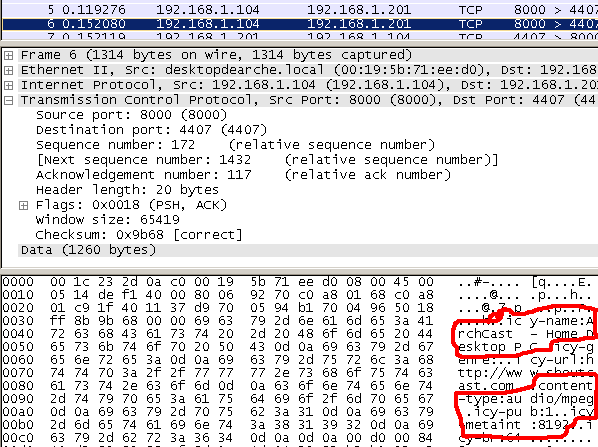 5 0.119276 192.168.1.104 192.168.1.201 TCP 8000 > 4407
6 0.152080 192.168.1.104 192.168.1.201 TCP 8000 > 4407
Frame 6 (1314 bytes on wire, 1314 bytes captured)
Ethernet II, Src: desktopdearche.local (00:19:5b:71:ee:d0), Dst: 192.168
Internet Protocol, Src: 192.168.1.104 (192.168.1.104), Dst: 192.168.1.20
Transmission Control Protocol, Src Port: 8000 (8000), Dst Port: 4407 (44
Source port: 8000 (8000)
Destination port: 4407 (4407)
Sequence number: 172 (relative sequence number)
[Next sequence number: 1432 (relative sequence number)]
Acknowledgement number: 117 (relative ack number)
Header length: 20 bytes
Flags: 0x0018 (PSH, ACK)
Window size: 65419
Checksum: 0x9b68 [correct]
Data (1260 bytes)
0000 00 1c 23 2d 0a c0 00 19 5b 71 ee d0 08 00 45 00 ..#-.... [q....E.
0010 05 14 de f1 40 00 80 06 92 70 c0 a8 01 68 c0 a8 ....@... .p...h..
0020 01 c9 1f 40 11 37 d9 70 05 94 b1 70 04 96 50 18 ...@.7.p ...p..P.
0030 ff 8b 9b 68 00 00 69 63 79 2d 6e 61 6d 65 3a 41 ...h..ic y-name:A
0040 72 63 68 43 61 73 74 20 2d 20 48 6f 6d 65 20 44 rchCast - Home D
0050 65 73 6b 74 6f 70 20 50 43 0d 0a 69 63 79 2d 67 esktop P C..icy-g
0060 65 6e 72 65 3a 0d 0a 69 63 79 2d 75 72 6c 3a 68 enre:..i cy-url:h
0070 74 74 70 3a 2f 2f 77 77 77 2e 73 68 6f 75 74 63 ttp://ww w.shoutc
0080 61 73 74 2e 63 6f 6d 0d 0a 63 6f 6e 74 65 6e 74 ast.com. .content
0090 2d 74 79 70 65 3a 61 75 64 69 6f 2f 6d 70 65 67 -type:au dio/mpeg
00a0 0d 0a 69 63 79 2d 70 75 62 3a 31 0d 0a 69 63 79 ..icy-pu b:1..icy
00b0 2d 6d 65 74 61 69 6e 74 3a 38 31 39 32 0d 0a 69 -metaint :8192..i